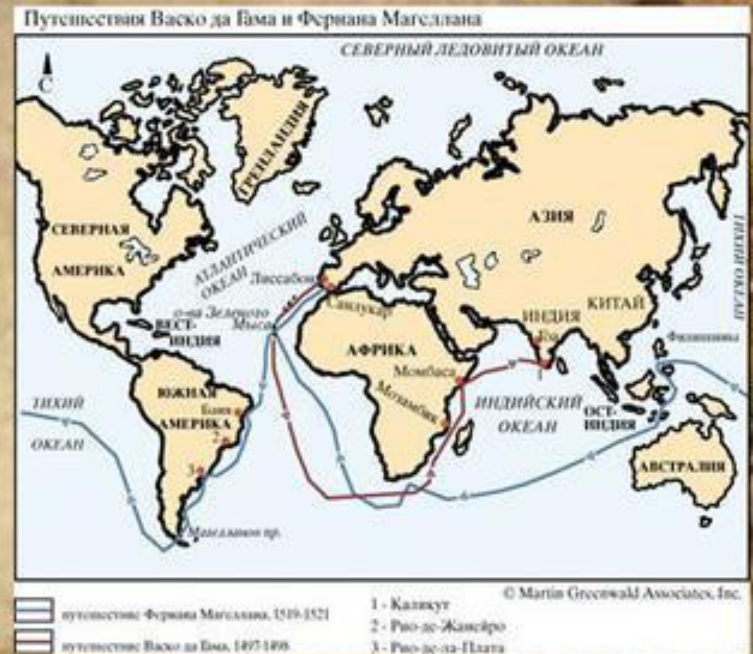 Путешествия Васко да Гама и Фернана Магеллана
СЕВЕРНЫЙ ЛЕДОВИТЫЙ ОКЕАН
С
ГРЕНЛАНДИЯ
СЕВЕРНАЯ
АМЕРИКА
АТЛАНТИЧЕСКИЙ
ОКЕАН
АЗИЯ
ТИХИЙ ОКЕАН
Лиссабон
Санлукар
о-ва Зеленого
Мыса
ВЕСТ-
ИНДИЯ
ИНДИЯ
Гоа
КИТАЙ
Филиппины
АФРИКА
Момбаса
Мозамбик
1
ЮЖНАЯ
АМЕРИКА
Баия
2
3
ТИХИЙ
ОКЕАН
ИНДИЙСКИЙ
ОКЕАН
ОСТ-
ИНДИЯ
АВСТРАЛИЯ
Магелланов пр.
© Martin Greenwald Associates, Inc.
путешествие Фернана Магеллана, 1519-1521
путешествие Васко да Гама, 1497-1498
1 - Каликут
2 - Рио-де-Жанейро
3 - Рио-де-ла-Плата